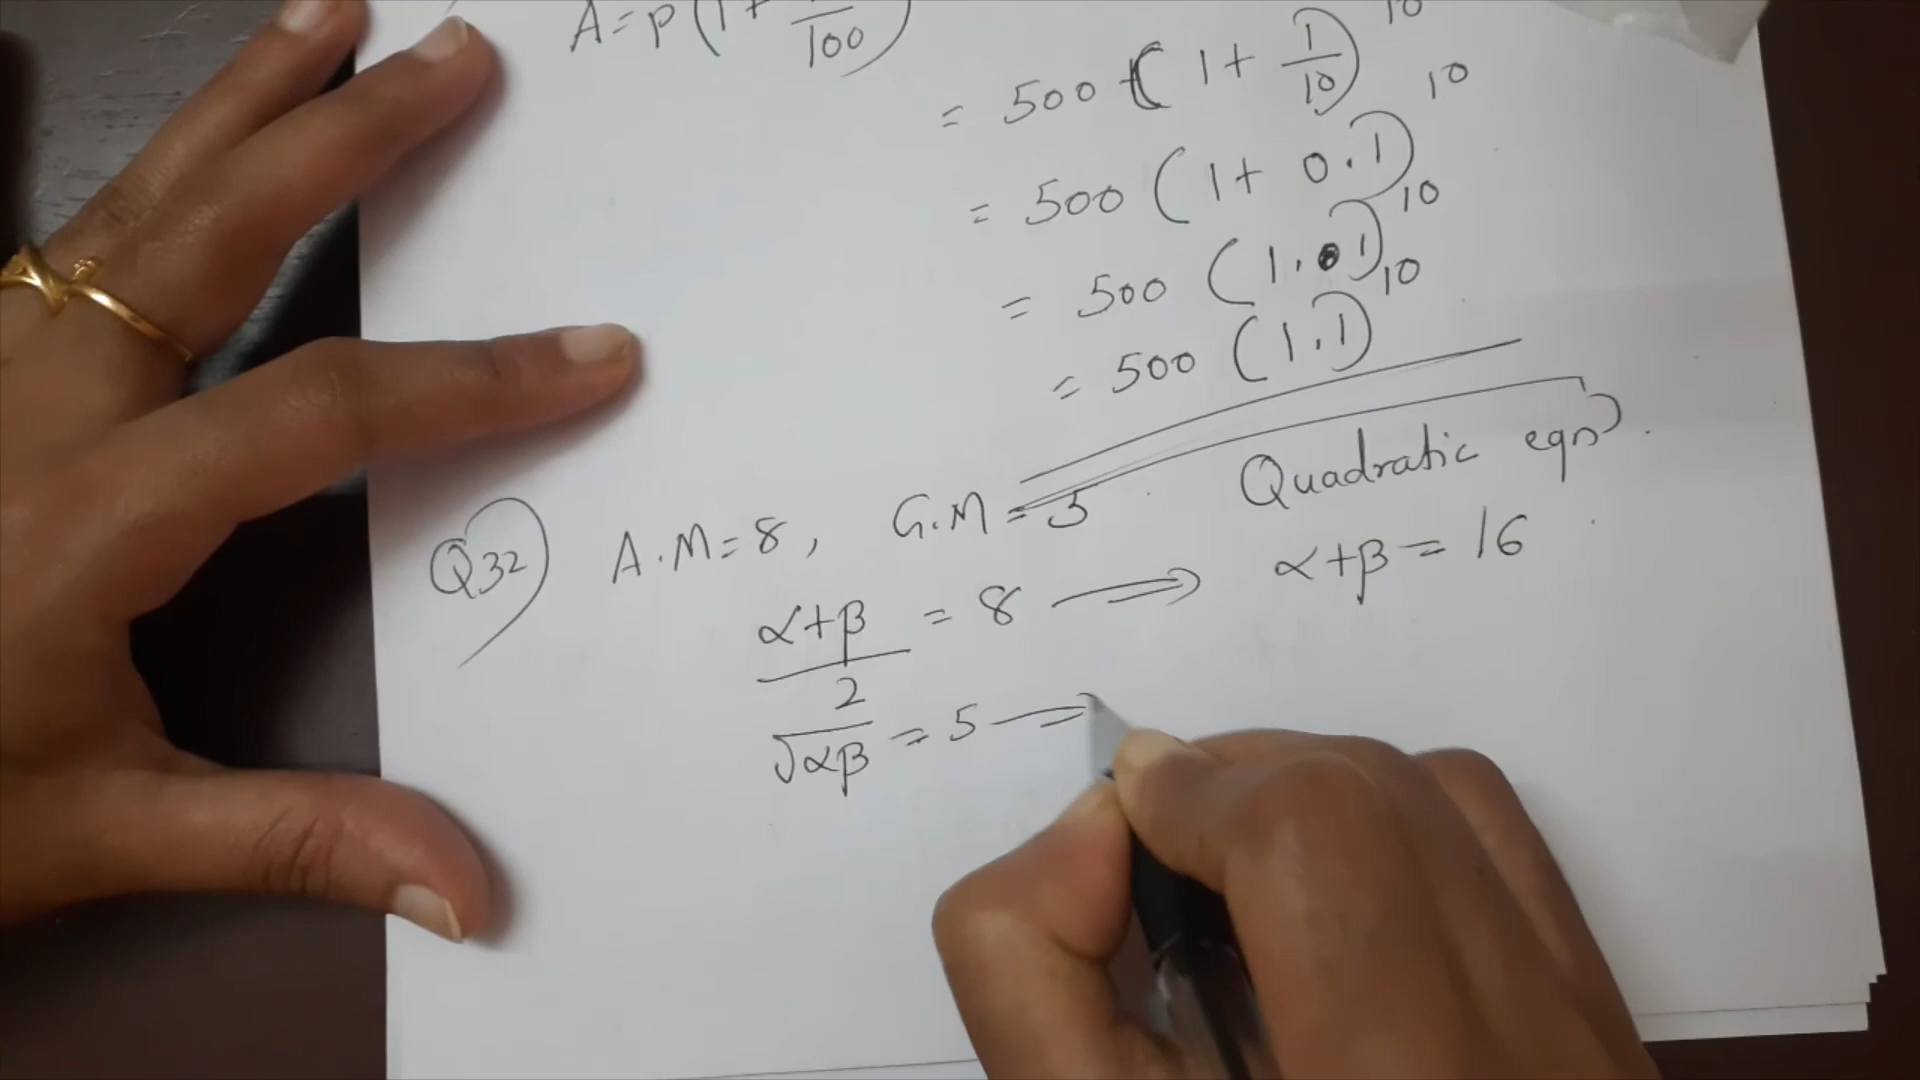 A = P(1 + 1/100)
= 500 (1 + 1/10)^10
= 500 (1 + 0.1)^10
= 500 (1.01)^10
= 500 (1.1)^10
Q32) A.M = 8, G.M = 5 Quadratic eqn.
α+β/2 = 8 ⟹ α+β = 16
√αβ = 5 ⟹